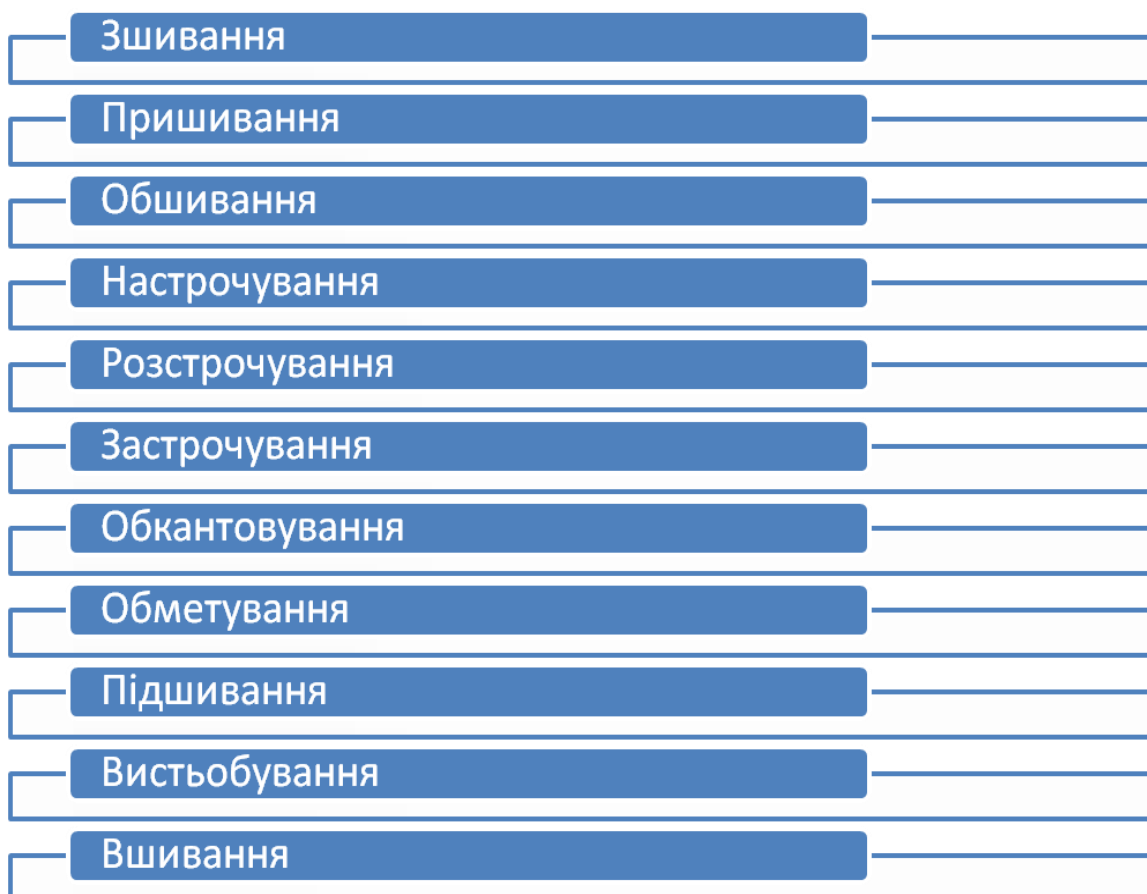 Зшивання
Пришивання
Обшивання
Настрочування
Розстрочування
Застрочування
Обкантовування
Обметування
Підшивання
Вистьобування
Вшивання